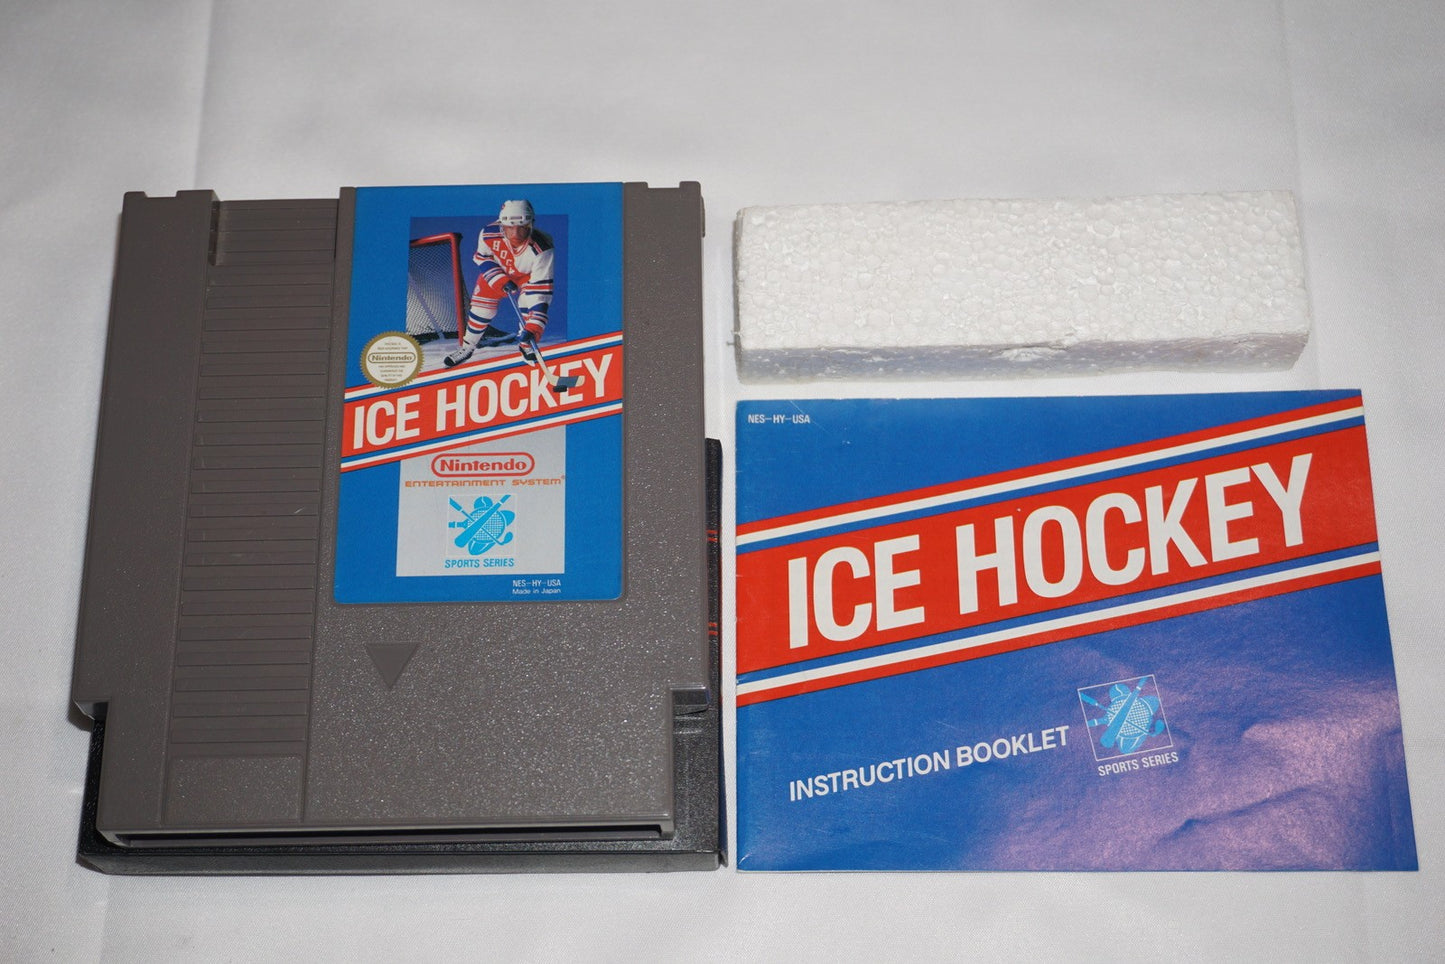 HOCKEY
Nintendo
ICE HOCKEY
Nintendo
ENTERTAINMENT SYSTEM®
SPORTS SERIES
NES-HY-USA
Made in Japan
NES-HY-USA
ICE HOCKEY
INSTRUCTION BOOKLET
SPORTS SERIES